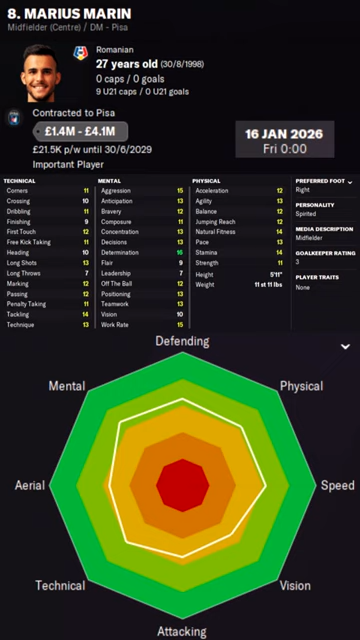 8. MARIUS MARIN
Midfielder (Centre) / DM - Pisa
Romanian
27 years old (30/8/1998)
0 caps / 0 goals
9 U21 caps / 0 U21 goals
Contracted to Pisa
£1.4M - £4.1M
£21.5K p/w until 30/6/2029
Important Player
16 JAN 2026
Fri 0:00
TECHNICAL
Corners 11
Crossing 10
Dribbling 11
Finishing 9
First Touch 12
Free Kick Taking 11
Heading 10
Long Shots 13
Long Throws 7
Marking 12
Passing 12
Penalty Taking 11
Tackling 14
Technique 13
MENTAL
Aggression 15
Anticipation 13
Bravery 12
Composure 11
Concentration 13
Decisions 13
Determination 16
Flair 9
Leadership 7
Off The Ball 12
Positioning 13
Teamwork 13
Vision 10
Work Rate 15
PHYSICAL
Acceleration 12
Agility 13
Balance 12
Jumping Reach 12
Natural Fitness 14
Pace 13
Stamina 14
Strength 11
Height 5'11"
Weight 11 st 11 lbs
PREFERRED FOOT
Right
PERSONALITY
Spirited
MEDIA DESCRIPTION
Midfielder
GOALKEEPER RATING
3
PLAYER TRAITS
None
Defending
Mental
Physical
Aerial
Speed
Technical
Vision
Attacking